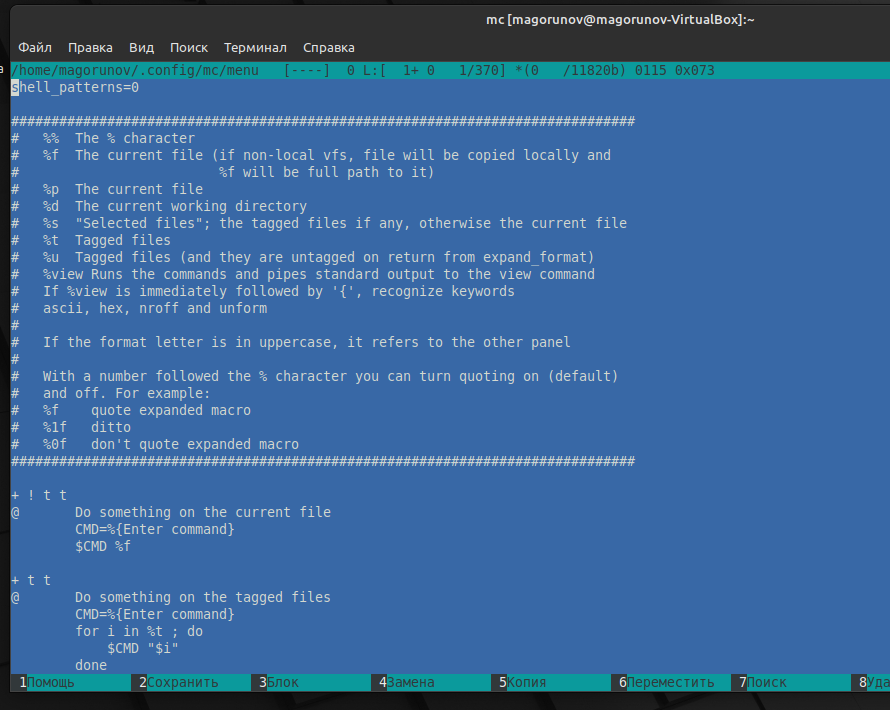 mc [magorunov@magorunov-VirtualBox]:~
Файл Правка Вид Поиск Терминал Справка
/home/magorunov/.config/mc/menu [----] 0 L:[ 1+ 0 1/370] *(0 /11820b) 0115 0x073
shell_patterns=0
##############################################################################
# %% The % character
# %f The current file (if non-local vfs, file will be copied locally and
# %f will be full path to it)
# %p The current file
# %d The current working directory
# %s "Selected files"; the tagged files if any, otherwise the current file
# %t Tagged files
# %u Tagged files (and they are untagged on return from expand_format)
# %view Runs the commands and pipes standard output to the view command
# If %view is immediately followed by '{', recognize keywords
# ascii, hex, nroff and unform
#
# If the format letter is in uppercase, it refers to the other panel
#
# With a number followed the % character you can turn quoting on (default)
# and off. For example:
# %f quote expanded macro
# %1f ditto
# %0f don't quote expanded macro
##############################################################################
+ ! t t
@ Do something on the current file
CMD=%{Enter command}
$CMD %f
+ t t
@ Do something on the tagged files
CMD=%{Enter command}
for i in %t ; do
$CMD "$i"
done
1Помощь 2Сохранить 3Блок 4Замена 5Копия 6Переместить 7Поиск 8Уда